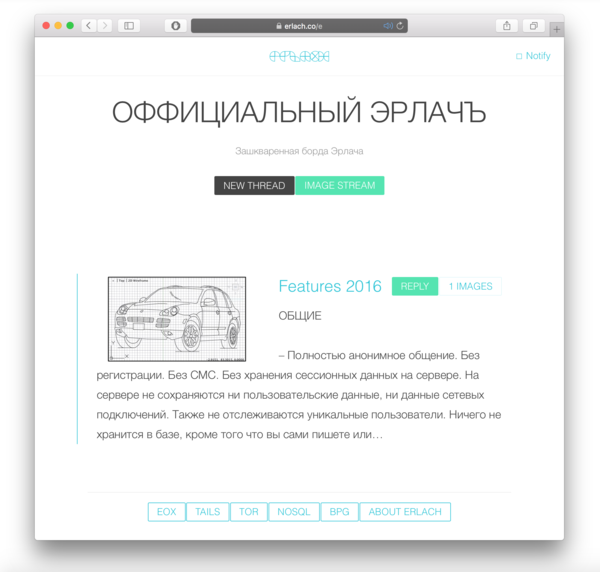 erlach.co/e
Notify
ОФФИЦИАЛЬНЫЙ ЭРЛАЧЪ
Зашкваренная борда Эрлача
NEW THREAD IMAGE STREAM
Features 2016 REPLY 1 IMAGES
ОБЩИЕ
– Полностью анонимное общение. Без
регистрации. Без СМС. Без хранения сессионных данных на сервере. На
сервере не сохраняются ни пользовательские данные, ни данные сетевых
подключений. Также не отслеживаются уникальные пользователи. Ничего не
хранится в базе, кроме того что вы сами пишете или…
EOX TAILS TOR NOSQL BPG ABOUT ERLACH